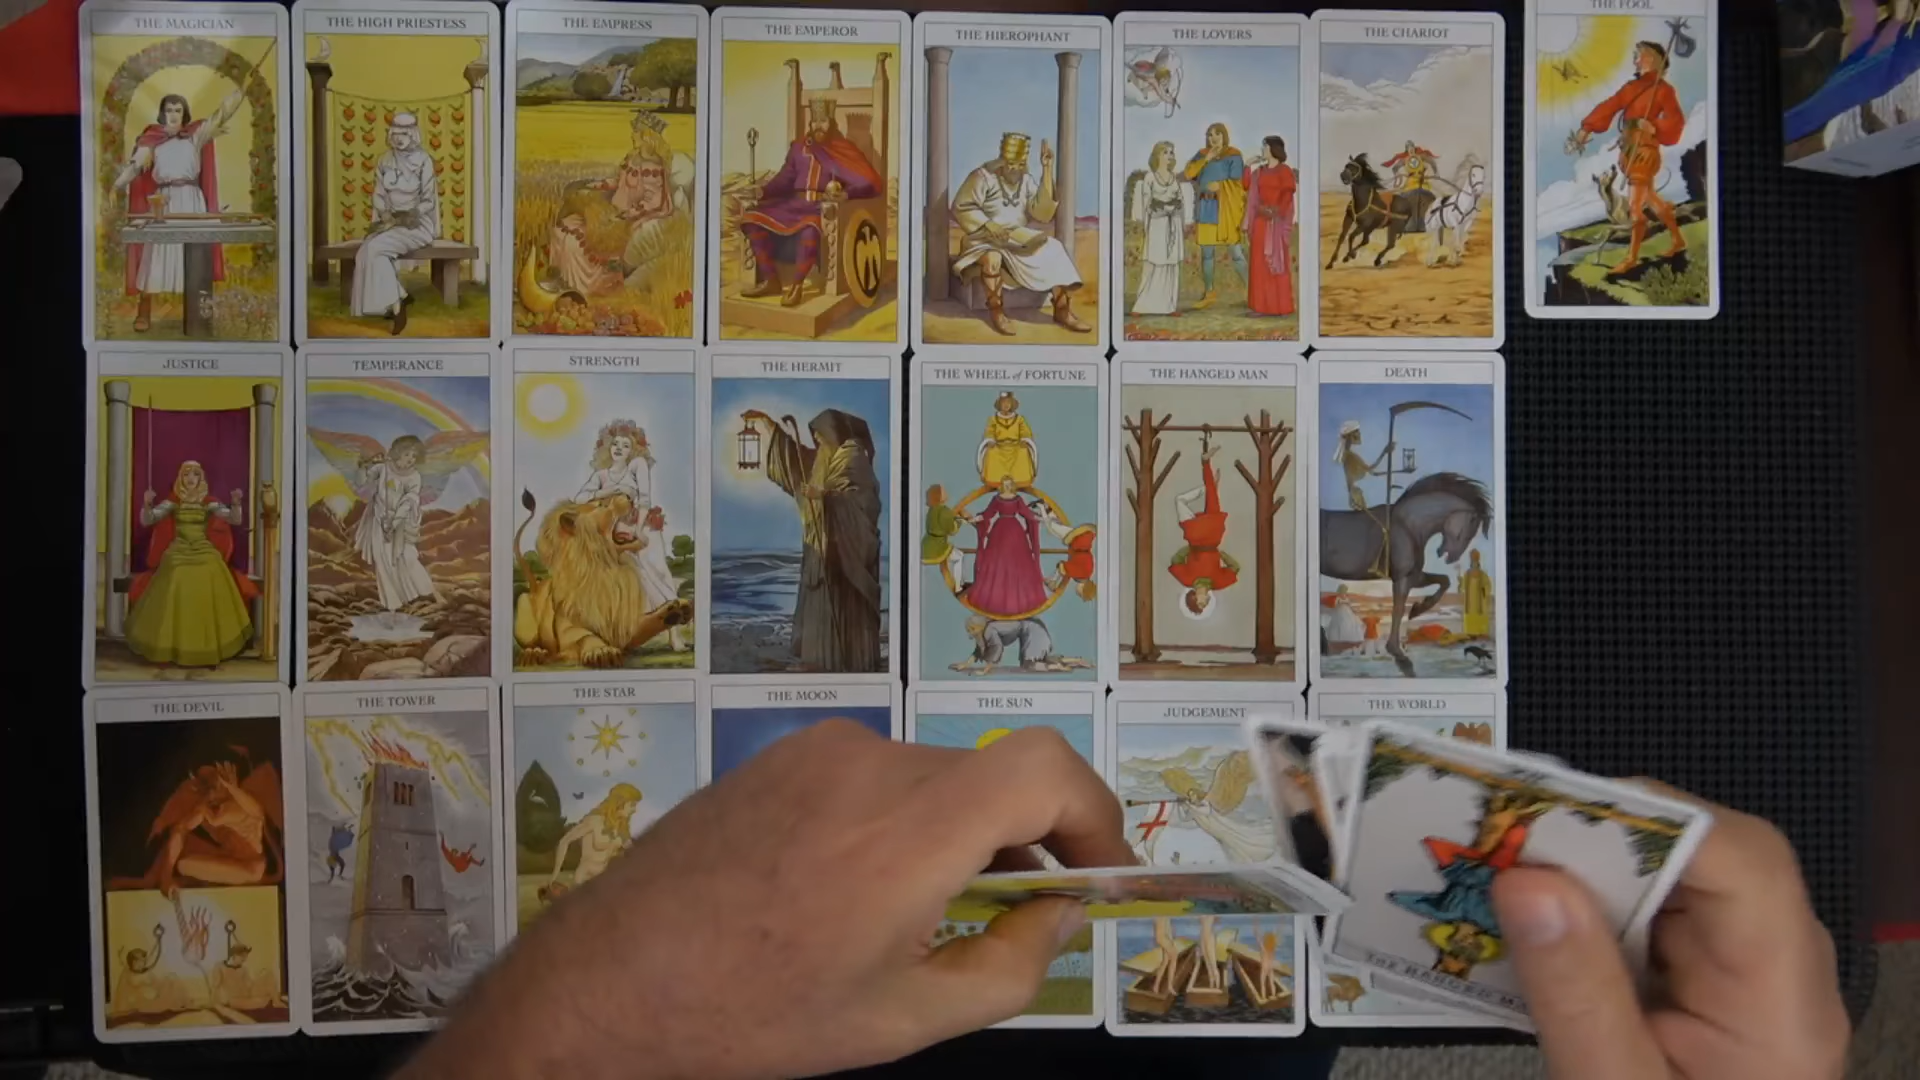 THE MAGICIAN
THE HIGH PRIESTESS
THE EMPRESS
THE EMPEROR
THE HIEROPHANT
THE LOVERS
THE CHARIOT
THE FOOL
JUSTICE
TEMPERANCE
STRENGTH
THE HERMIT
THE WHEEL of FORTUNE
THE HANGED MAN
DEATH
THE DEVIL
THE TOWER
THE STAR
THE MOON
THE SUN
JUDGEMENT
THE WORLD
THE HANGED M